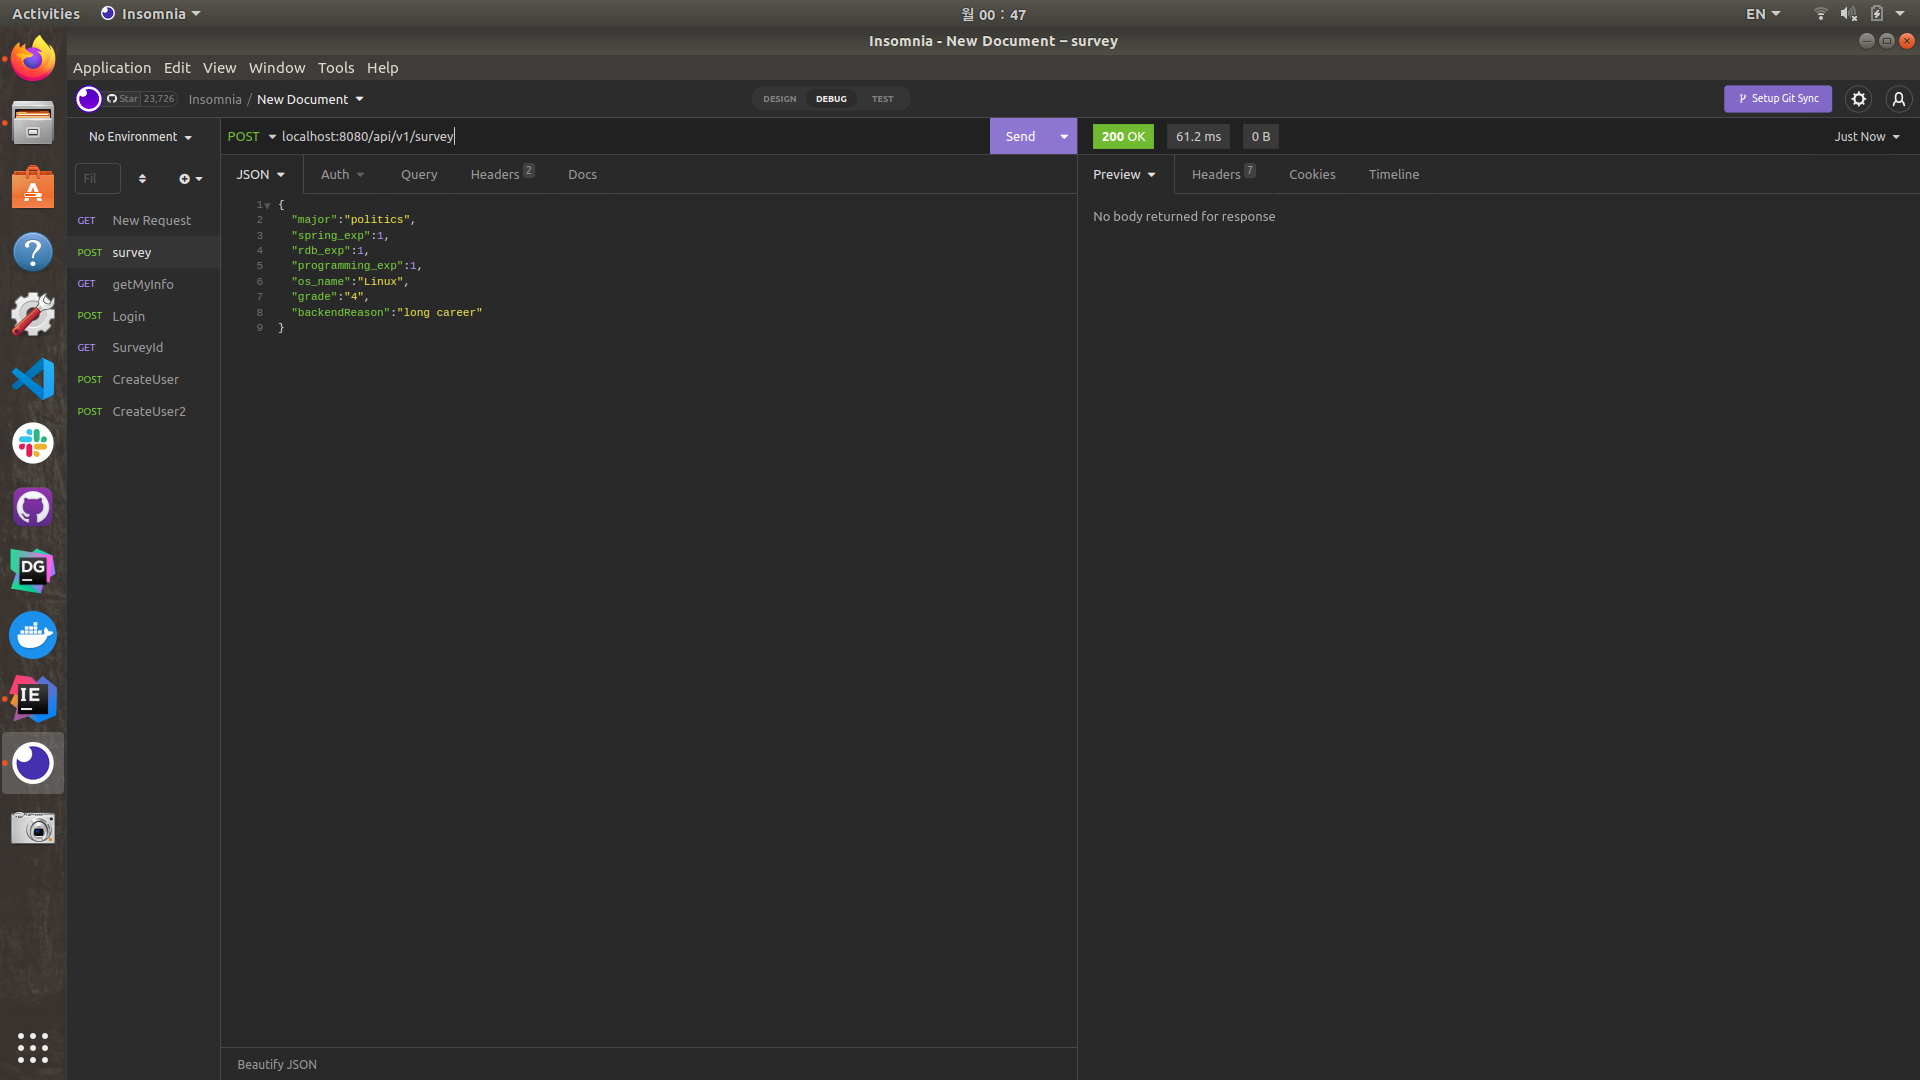 Activities Insomnia 월 00 : 47 EN
Insomnia - New Document – survey
Application Edit View Window Tools Help
Star 23,726 Insomnia / New Document DESIGN DEBUG TEST Setup Git Sync
No Environment POST localhost:8080/api/v1/survey Send 200 OK 61.2 ms 0 B Just Now
Fil JSON Auth Query Headers 2 Docs Preview Headers 7 Cookies Timeline
GET New Request
POST survey
GET getMyInfo
POST Login
GET SurveyId
POST CreateUser
POST CreateUser2
1 {
2 "major":"politics",
3 "spring_exp":1,
4 "rdb_exp":1,
5 "programming_exp":1,
6 "os_name":"Linux",
7 "grade":"4",
8 "backendReason":"long career"
9 }
No body returned for response
DG
IE
Beautify JSON